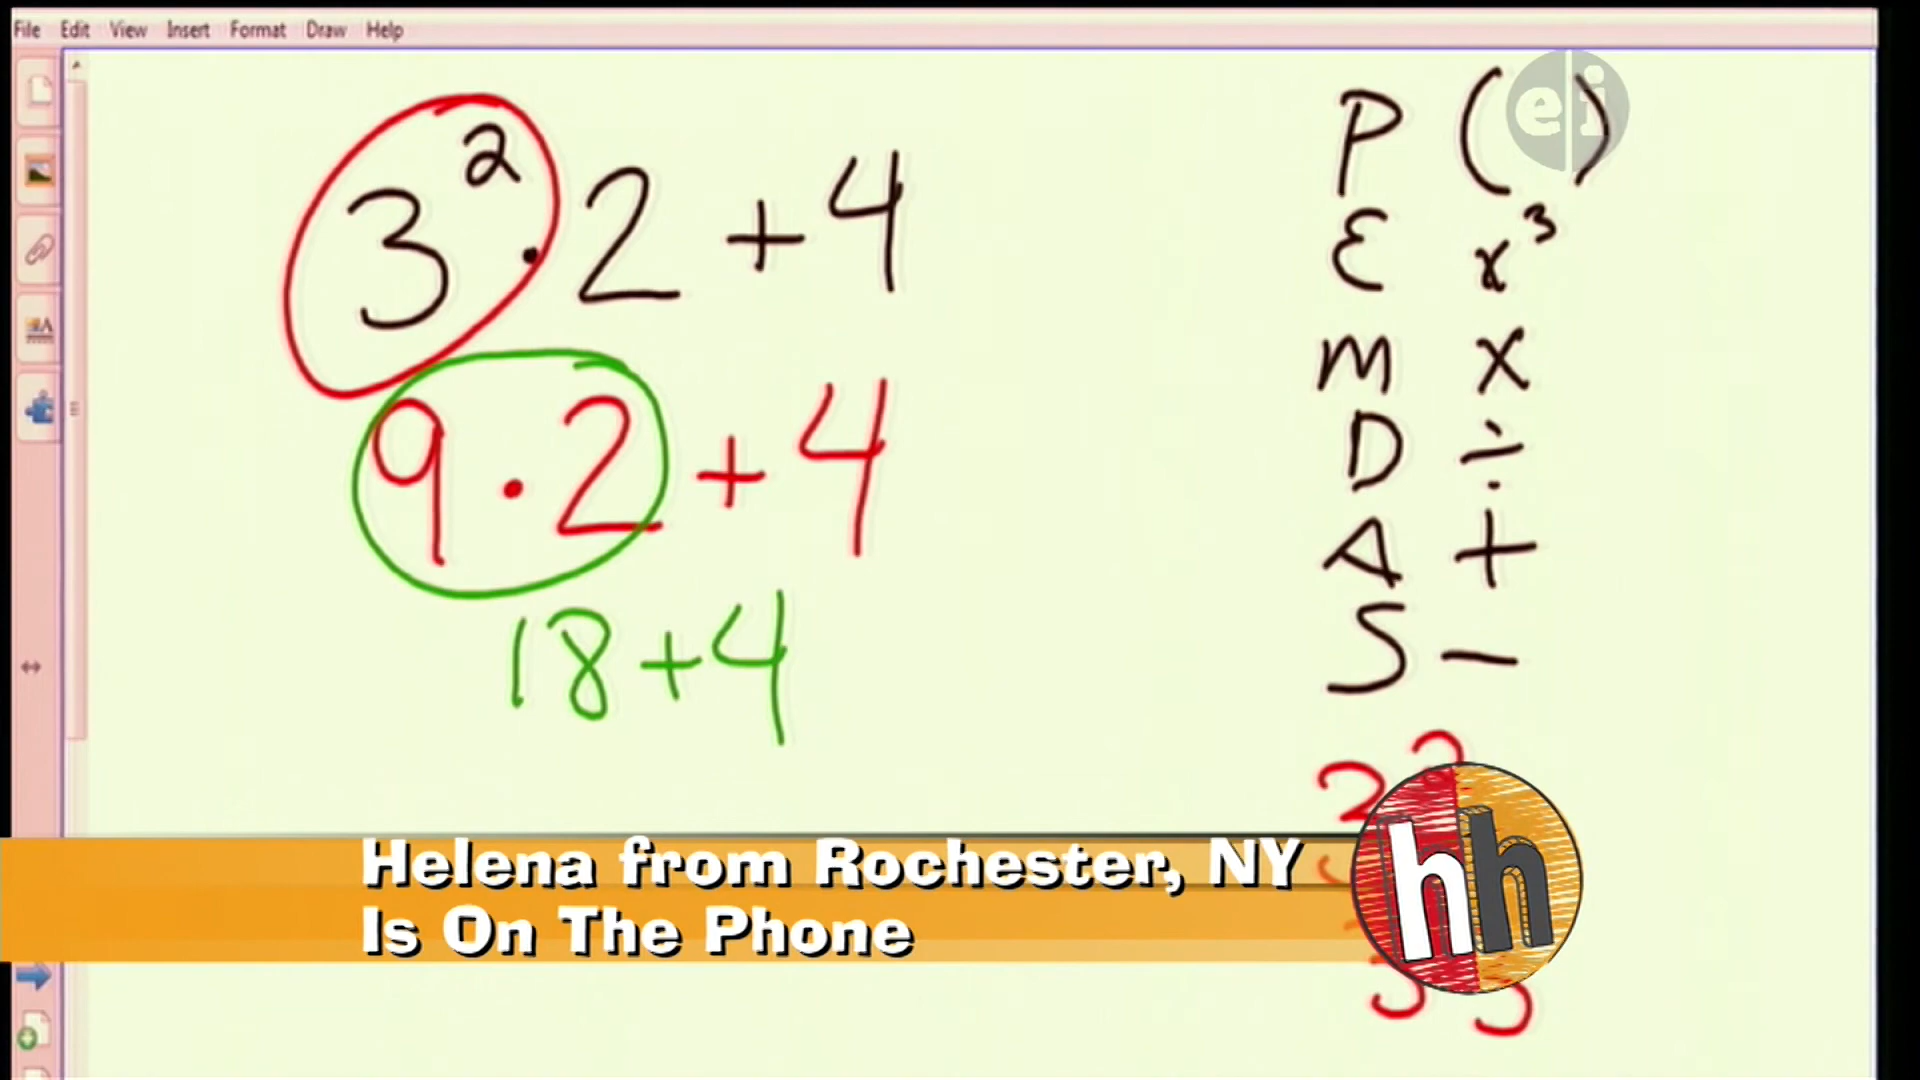 File Edit View Insert Format Draw Help
ei
3² · 2 + 4
9 · 2 + 4
18 + 4
P ( )
E x³
M x
D ÷
A +
S −
Helena from Rochester, NY
Is On The Phone
hh